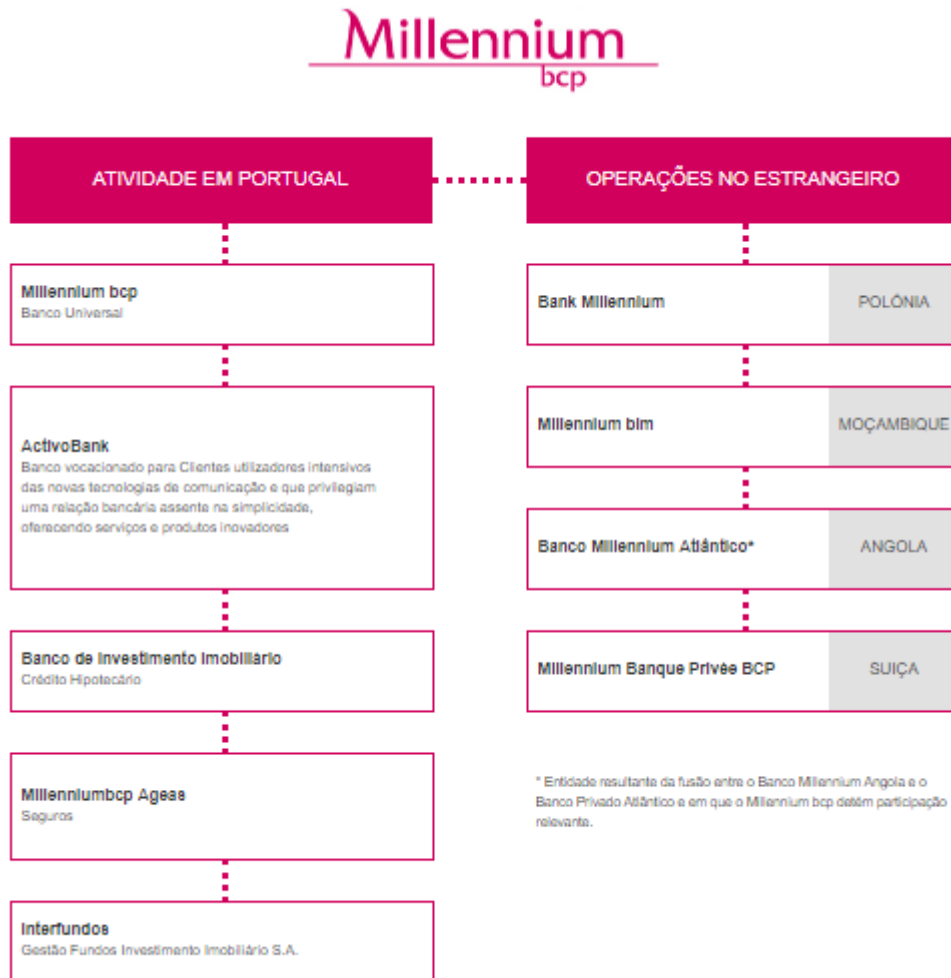 Millennium
bcp
ATIVIDADE EM PORTUGAL
Millennium bcp
Banco Universal
ActivoBank
Banco vocacionado para Clientes utilizadores intensivos
das novas tecnologias de comunicação e que privilegiam
uma relação bancária assente na simplicidade,
oferecendo serviços e produtos inovadores
Banco de Investimento Imobiliário
Crédito Hipotecário
Millenniumbcp Ageas
Seguros
Interfundos
Gestão Fundos Investimento Imobiliário S.A.
OPERAÇÕES NO ESTRANGEIRO
Bank Millennium
POLÓNIA
Millennium bim
MOÇAMBIQUE
Banco Millennium Atlântico*
ANGOLA
Millennium Banque Privée BCP
SUIÇA
* Entidade resultante da fusão entre o Banco Millennium Angola e o
Banco Privado Atlântico e em que o Millennium bcp detém participação
relevante.